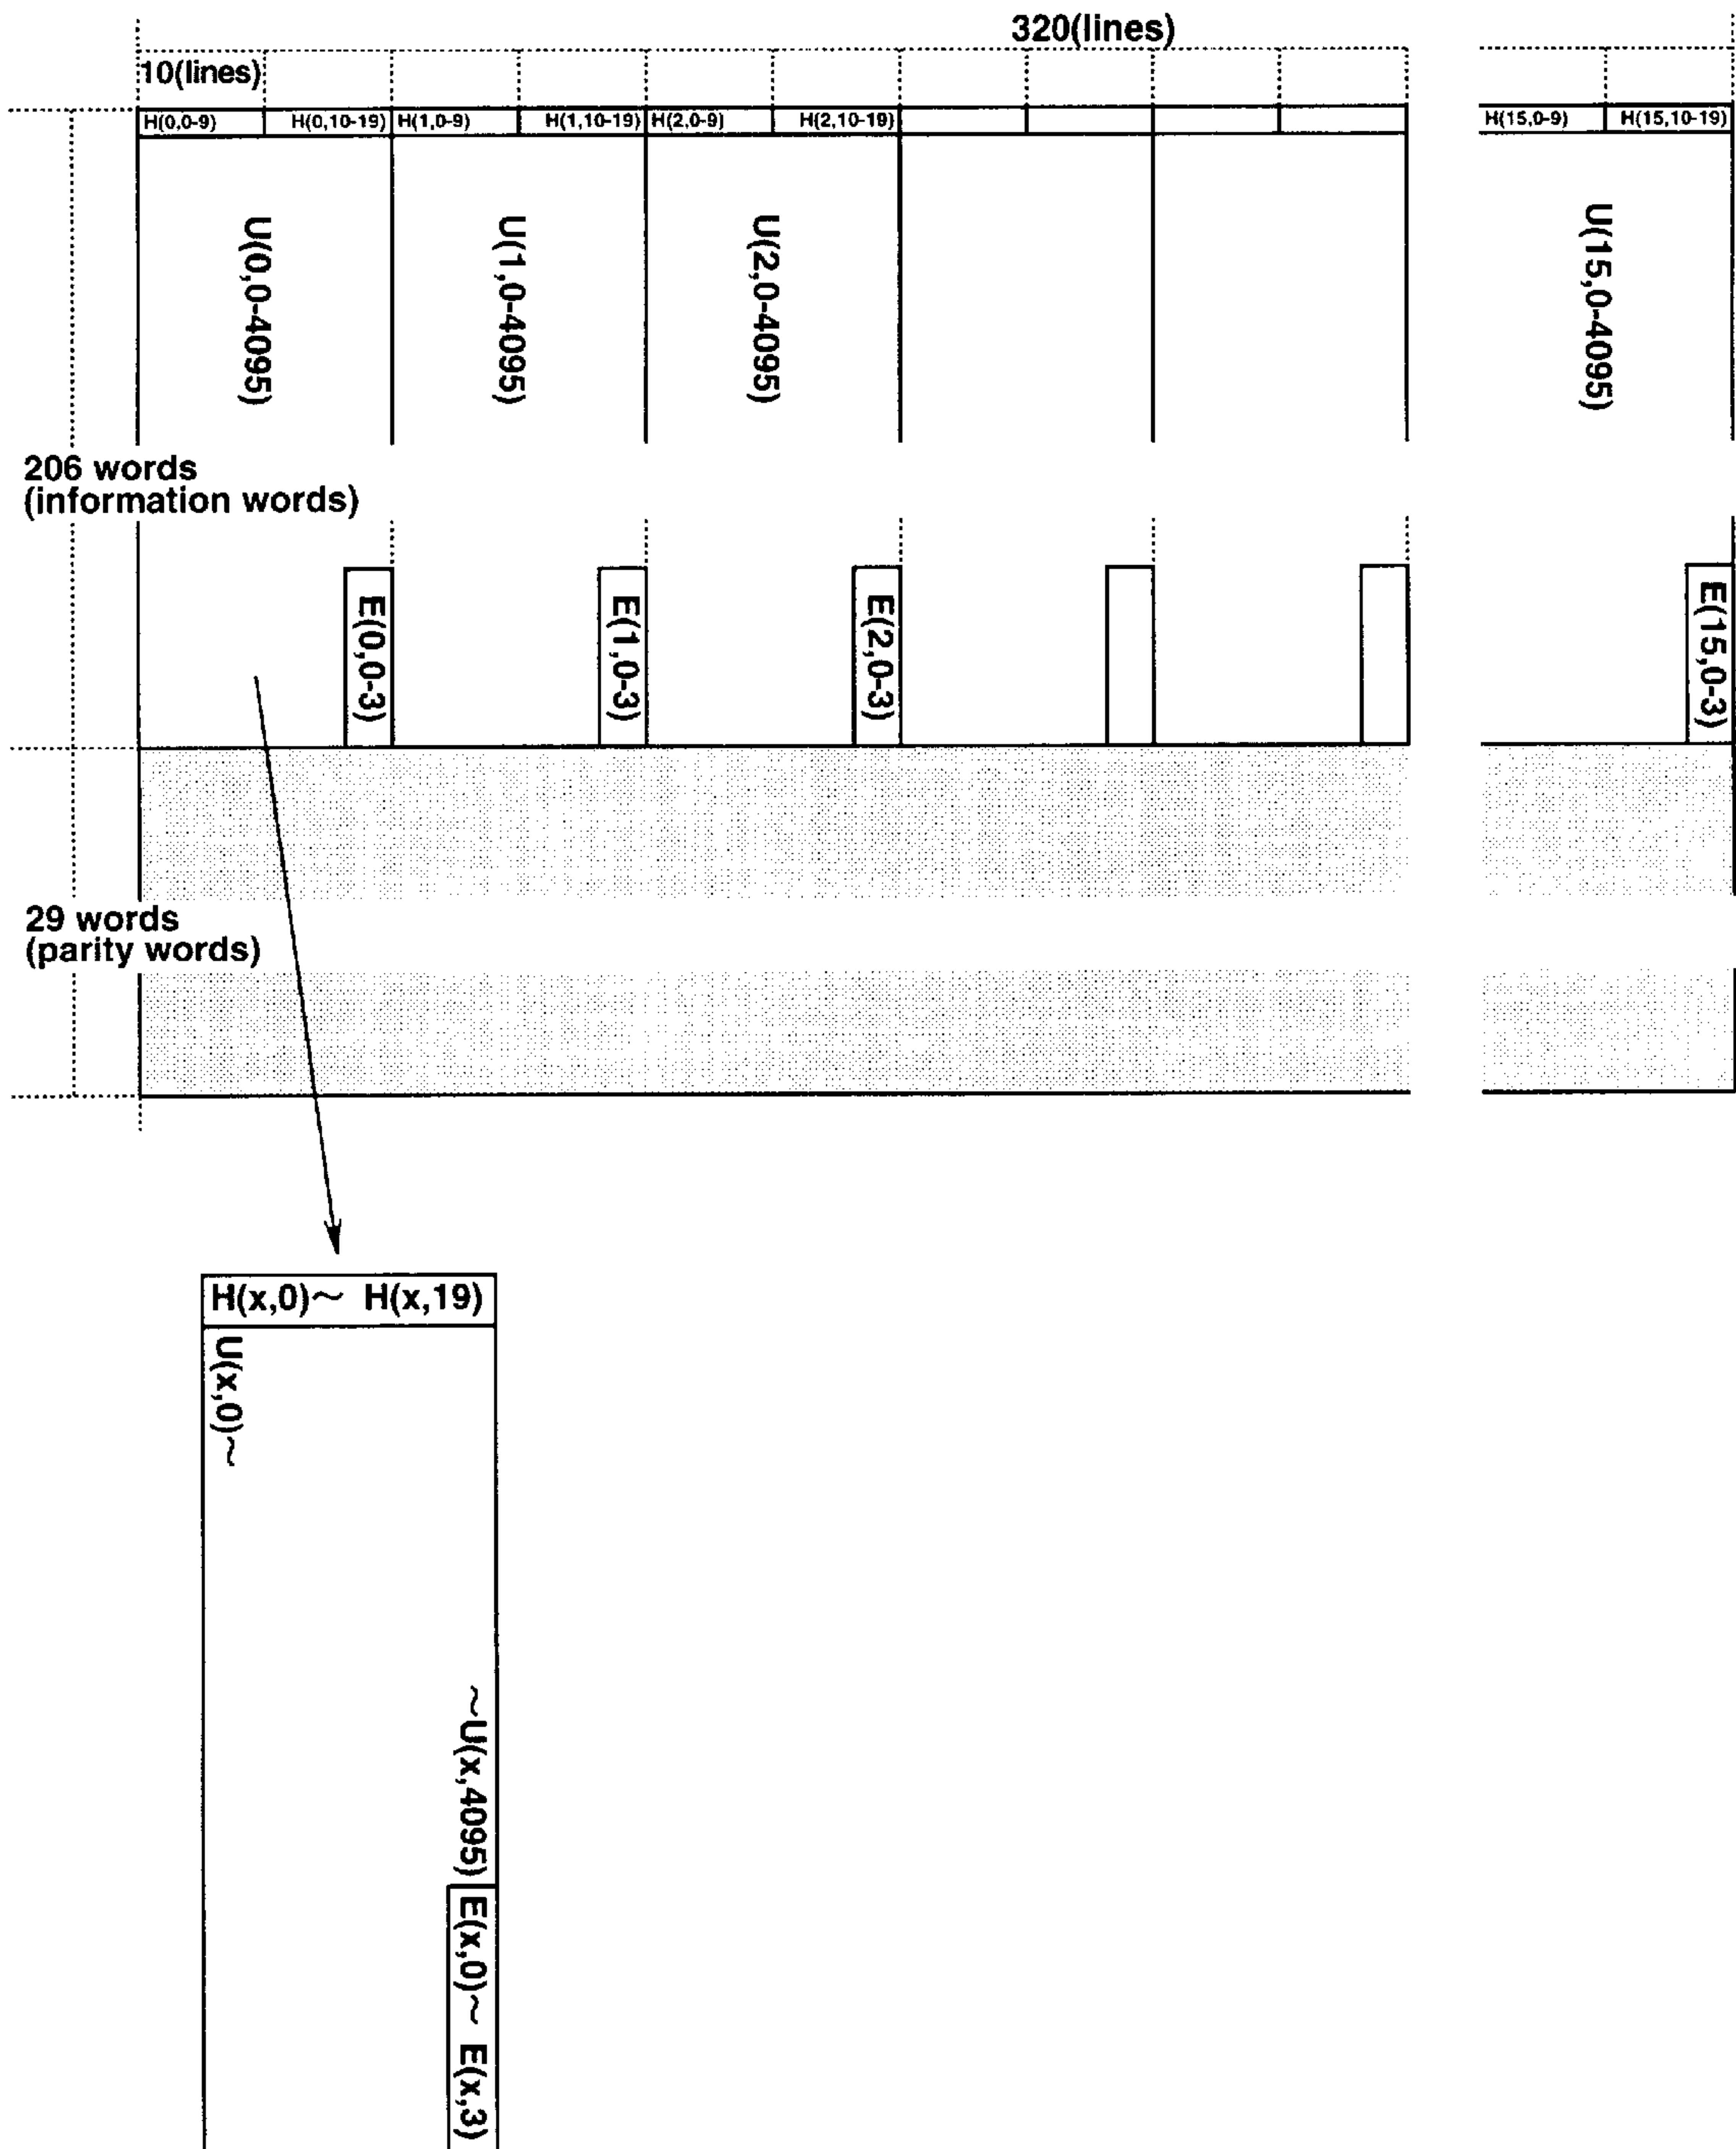 320(lines)
10(lines)
H(0,0-9) H(0,10-19) H(1,0-9) H(1,10-19) H(2,0-9) H(2,10-19) H(15,0-9) H(15,10-19)
U(0,0-4095)
U(1,0-4095)
U(2,0-4095)
U(15,0-4095)
206 words
(information words)
E(0,0-3)
E(1,0-3)
E(2,0-3)
E(15,0-3)
29 words
(parity words)
H(x,0)~ H(x,19)
U(x,0)~
~U(x,4095)
E(x,0)~ E(x,3)